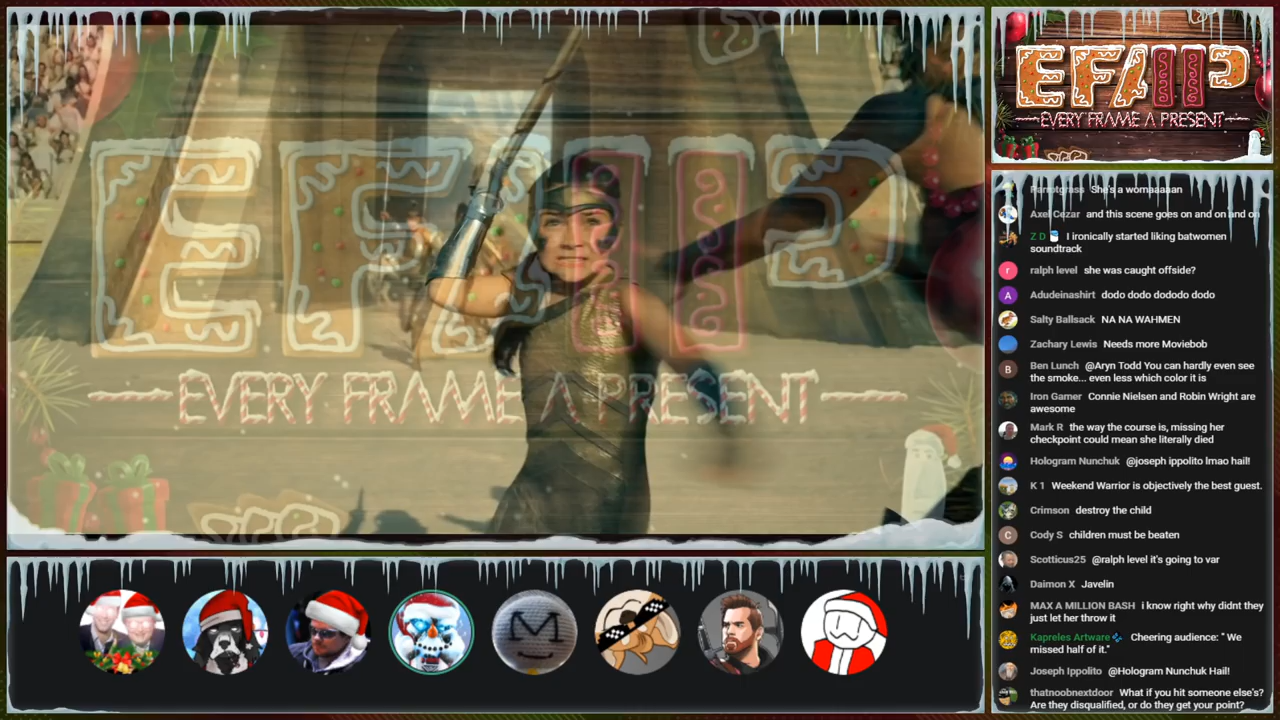 EFAP
EVERY FRAME A PRESENT
M
EFAP
EVERY FRAME A PRESENT
Parrotgrass She's a womaaaaan
Axel Cezar and this scene goes on and on and on
Z D I ironically started liking batwomen
soundtrack
r ralph level she was caught offside?
A Adudeinashirt dodo dodo dododo dodo
Salty Ballsack NA NA WAHMEN
Zachary Lewis Needs more Moviebob
B Ben Lunch @Aryn Todd You can hardly even see
the smoke... even less which color it is
Iron Gamer Connie Nielsen and Robin Wright are
awesome
Mark R the way the course is, missing her
checkpoint could mean she literally died
Hologram Nunchuk @joseph ippolito lmao hail!
K 1 Weekend Warrior is objectively the best guest.
Crimson destroy the child
C Cody S children must be beaten
Scotticus25 @ralph level it's going to var
Daimon X Javelin
MAX A MILLION BASH i know right why didnt they
just let her throw it
Kapreles Artware Cheering audience: " We
missed half of it."
Joseph Ippolito @Hologram Nunchuk Hail!
thatnoobnextdoor What if you hit someone else's?
Are they disqualified, or do they get your point?